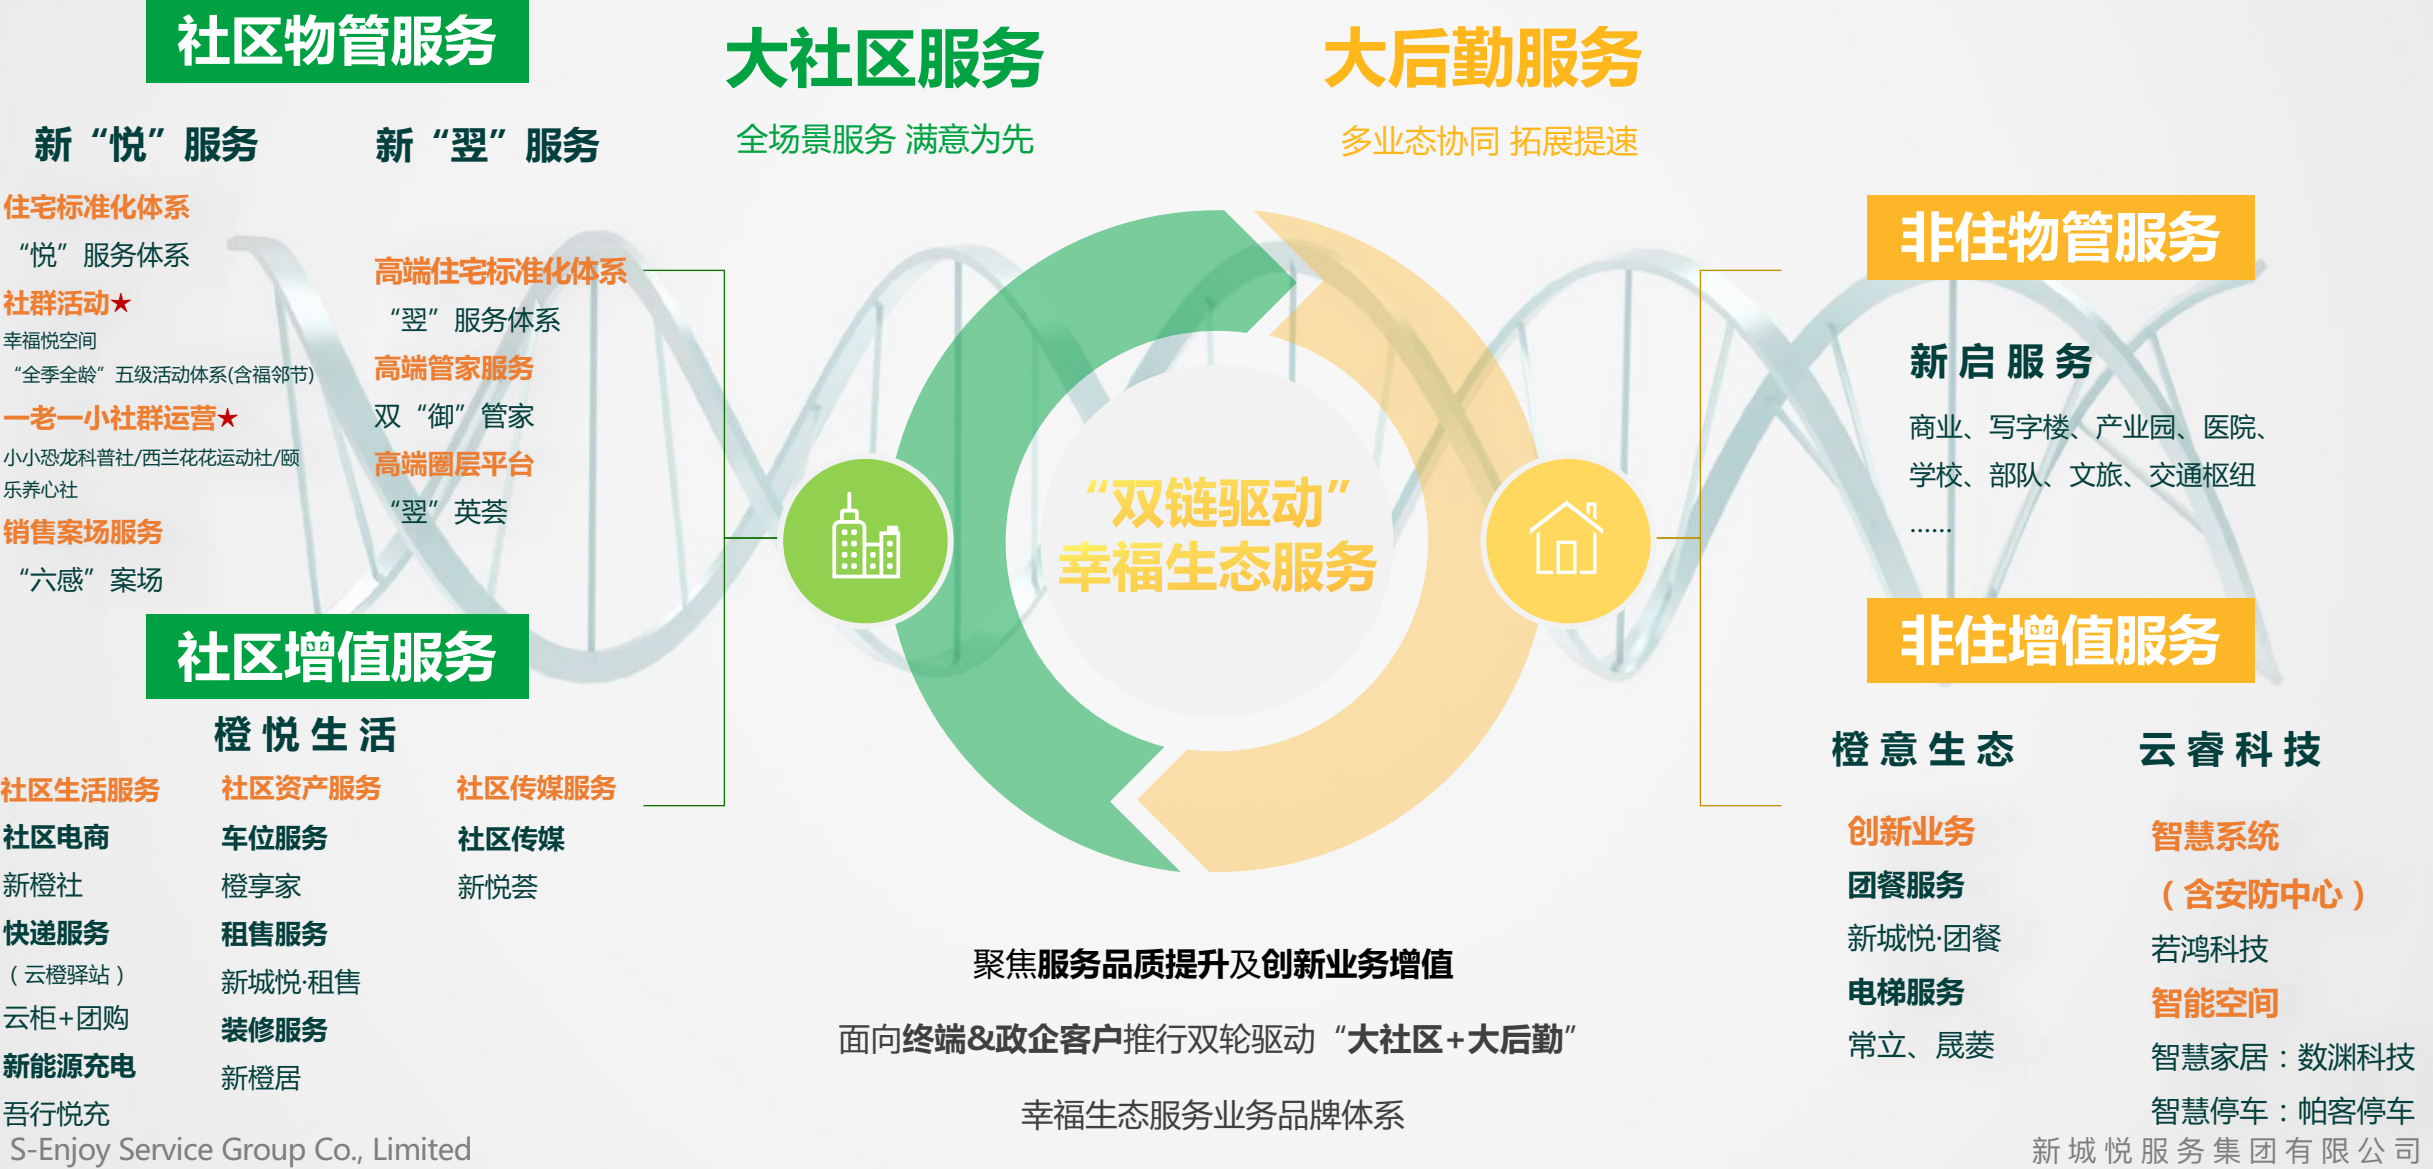 社区物管服务
新“悦”服务
住宅标准化体系
“悦”服务体系
社群活动★
幸福悦空间
“全季全龄”五级活动体系(含福邻节)
一老一小社群运营★
小小恐龙科普社/西兰花花运动社/颐
乐养心社
销售案场服务
“六感”案场
新“翌”服务
高端住宅标准化体系
“翌”服务体系
高端管家服务
双“御”管家
高端圈层平台
“翌”英荟
社区增值服务
橙悦生活
社区生活服务
社区电商
新橙社
快递服务
（云橙驿站）
云柜+团购
新能源充电
吾行悦充
社区资产服务
车位服务
橙享家
租售服务
新城悦·租售
装修服务
新橙居
社区传媒服务
社区传媒
新悦荟
大社区服务
全场景服务 满意为先
大后勤服务
多业态协同 拓展提速
“双链驱动”
幸福生态服务
聚焦服务品质提升及创新业务增值
面向终端&政企客户推行双轮驱动“大社区+大后勤”
幸福生态服务业务品牌体系
非住物管服务
新启服务
商业、写字楼、产业园、医院、
学校、部队、文旅、交通枢纽
......
非住增值服务
橙意生态
创新业务
团餐服务
新城悦·团餐
电梯服务
常立、晟菱
云睿科技
智慧系统
（含安防中心）
若鸿科技
智能空间
智慧家居：数渊科技
智慧停车：帕客停车
S-Enjoy Service Group Co., Limited
新城悦服务集团有限公司